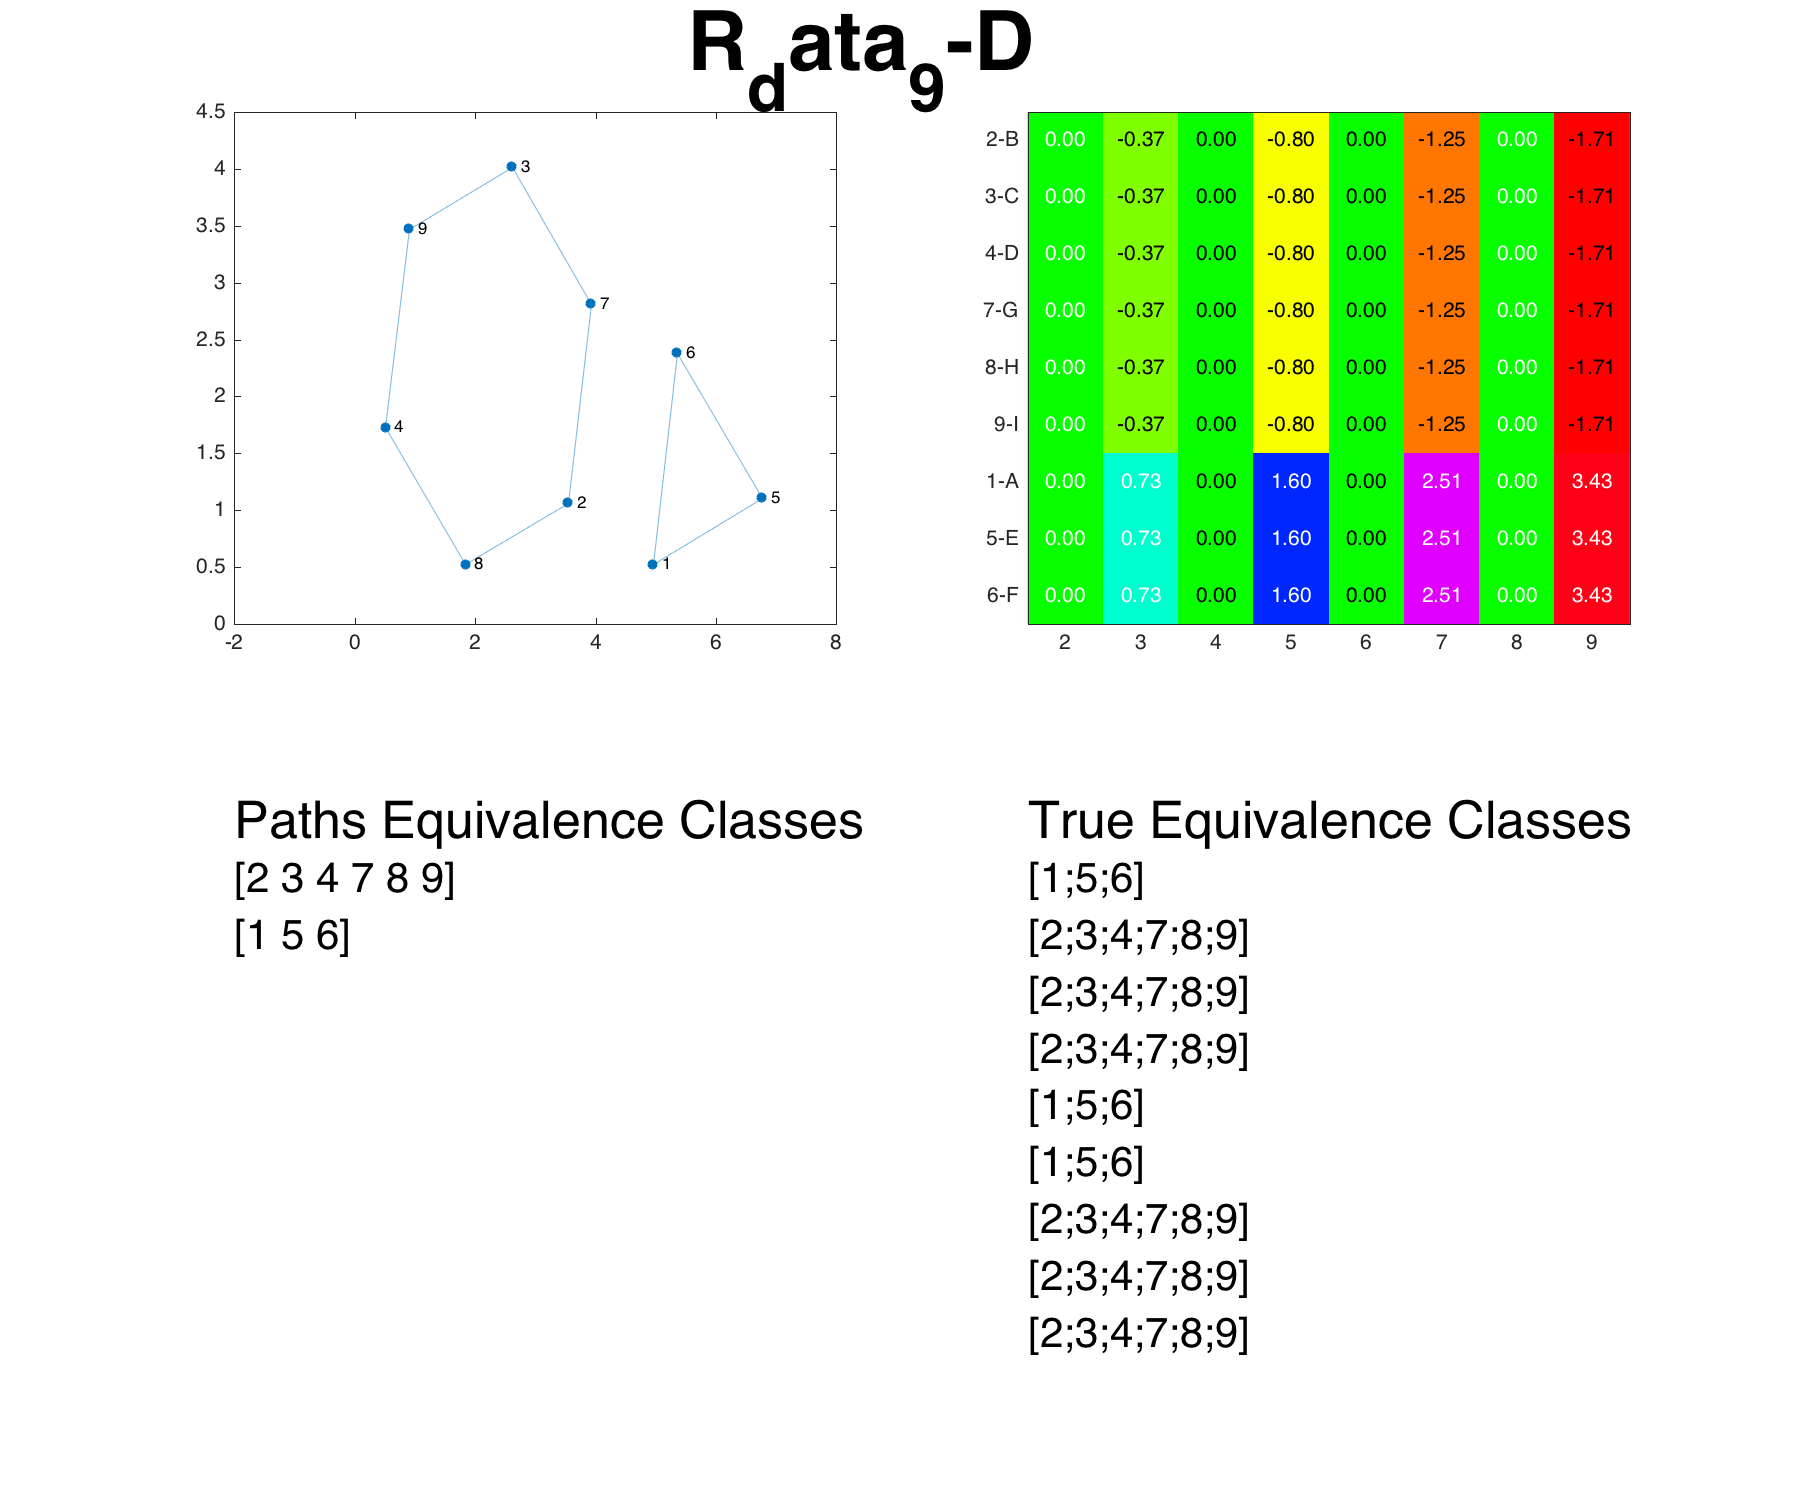 R_data_9-D
4.5
4
3.5
3
2.5
2
1.5
1
0.5
0
-2 0 2 4 6 8
3
9
7
6
4
5
2
8
1
2-B 0.00 -0.37 0.00 -0.80 0.00 -1.25 0.00 -1.71
3-C 0.00 -0.37 0.00 -0.80 0.00 -1.25 0.00 -1.71
4-D 0.00 -0.37 0.00 -0.80 0.00 -1.25 0.00 -1.71
7-G 0.00 -0.37 0.00 -0.80 0.00 -1.25 0.00 -1.71
8-H 0.00 -0.37 0.00 -0.80 0.00 -1.25 0.00 -1.71
9-I 0.00 -0.37 0.00 -0.80 0.00 -1.25 0.00 -1.71
1-A 0.00 0.73 0.00 1.60 0.00 2.51 0.00 3.43
5-E 0.00 0.73 0.00 1.60 0.00 2.51 0.00 3.43
6-F 0.00 0.73 0.00 1.60 0.00 2.51 0.00 3.43
2 3 4 5 6 7 8 9
Paths Equivalence Classes
[2 3 4 7 8 9]
[1 5 6]
True Equivalence Classes
[1;5;6]
[2;3;4;7;8;9]
[2;3;4;7;8;9]
[2;3;4;7;8;9]
[1;5;6]
[1;5;6]
[2;3;4;7;8;9]
[2;3;4;7;8;9]
[2;3;4;7;8;9]